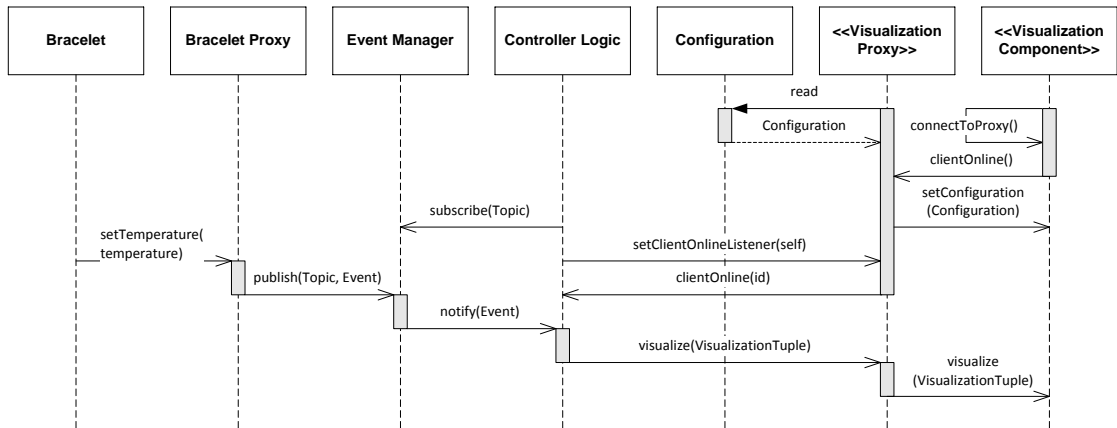 Bracelet
Bracelet Proxy
Event Manager
Controller Logic
Configuration
<<Visualization
Proxy>>
<<Visualization
Component>>
read
Configuration
connectToProxy()
clientOnline()
setConfiguration
(Configuration)
subscribe(Topic)
setTemperature(
temperature)
setClientOnlineListener(self)
publish(Topic, Event)
clientOnline(id)
notify(Event)
visualize(VisualizationTuple)
visualize
(VisualizationTuple)